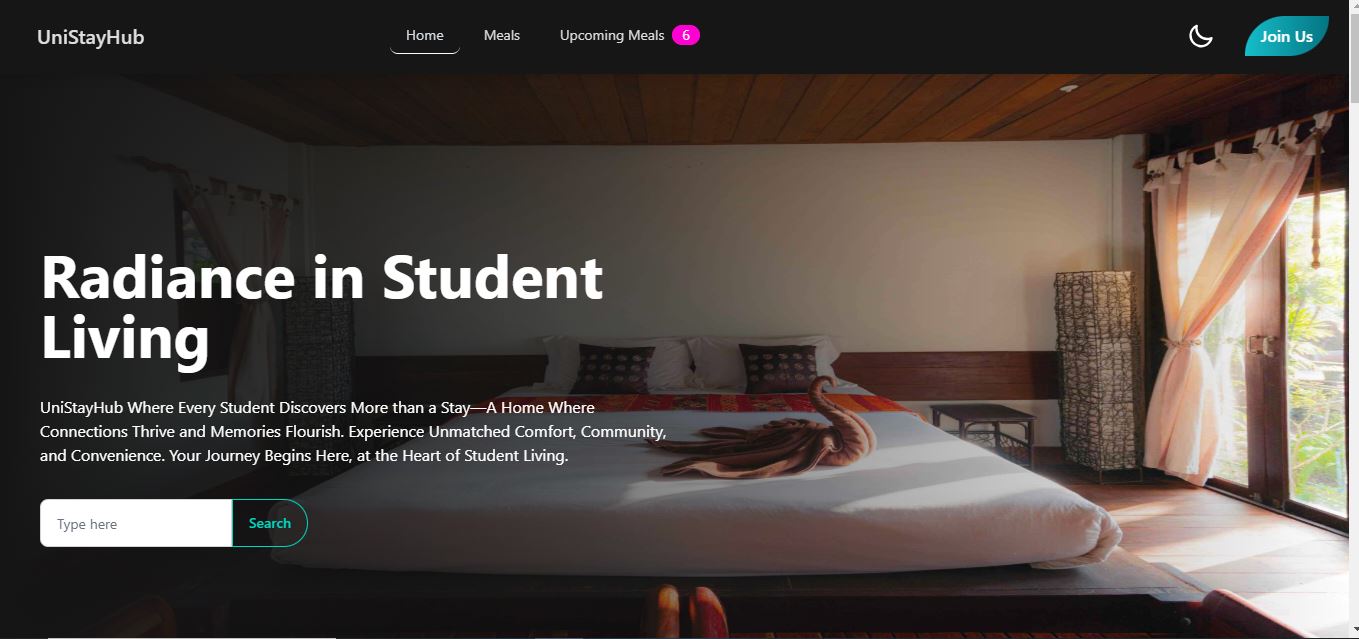 UniStayHub
Home
Meals
Upcoming Meals 6
Join Us
Radiance in Student
Living
UniStayHub Where Every Student Discovers More than a Stay—A Home Where
Connections Thrive and Memories Flourish. Experience Unmatched Comfort, Community,
and Convenience. Your Journey Begins Here, at the Heart of Student Living.
Type here
Search